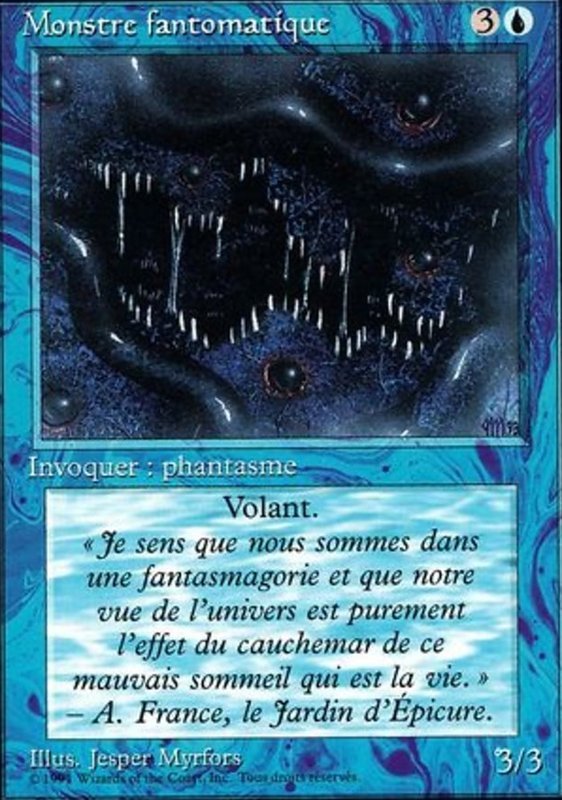 Monstre fantomatique 3
Invoquer : phantasme
Volant.
« Je sens que nous sommes dans
une fantasmagorie et que notre
vue de l'univers est purement
l'effet du cauchemar de ce
mauvais sommeil qui est la vie. »
– A. France, le Jardin d'Épicure.
Illus. Jesper Myrfors 3/3
© Wizards of the Coast, Inc. Tous droits réservés.